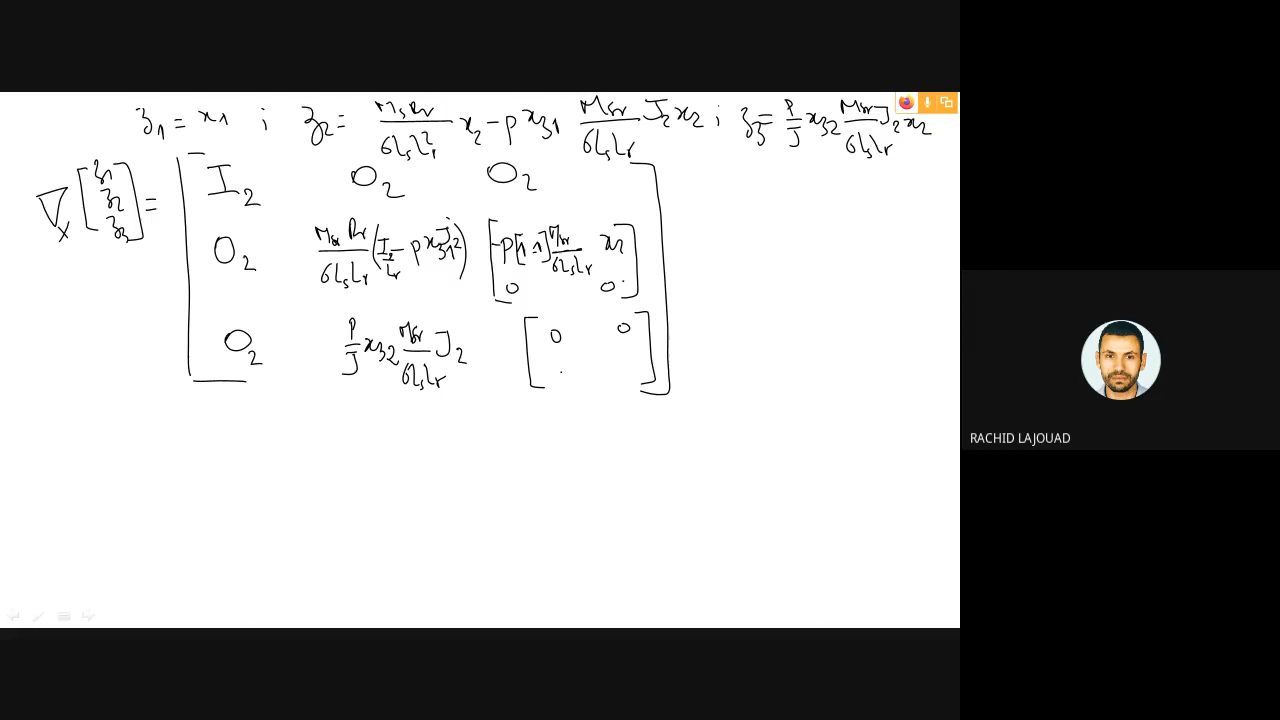 z₁ = x₁ ; z₂ = (Msr Rr / σLsLr²) x₂ - p x₃₁ (Msr / σLsLr) J₂ x₂ ; z₃ = (P/J) x₃₂ (Msr / σLsLr) J₂ x₂
∇x [z₁ z₂ z₃] = [ I₂ O₂ O₂
O₂ (Msr Rr / σLsLr) (I₂/Lr - p x₃₁ J₂) [ -p[1 1] (Msr / σLsLr) x₂
0 0 ]
O₂ (P/J) x₃₂ (Msr / σLsLr) J₂ [ 0 0
. ] ]
RACHID LAJOUAD